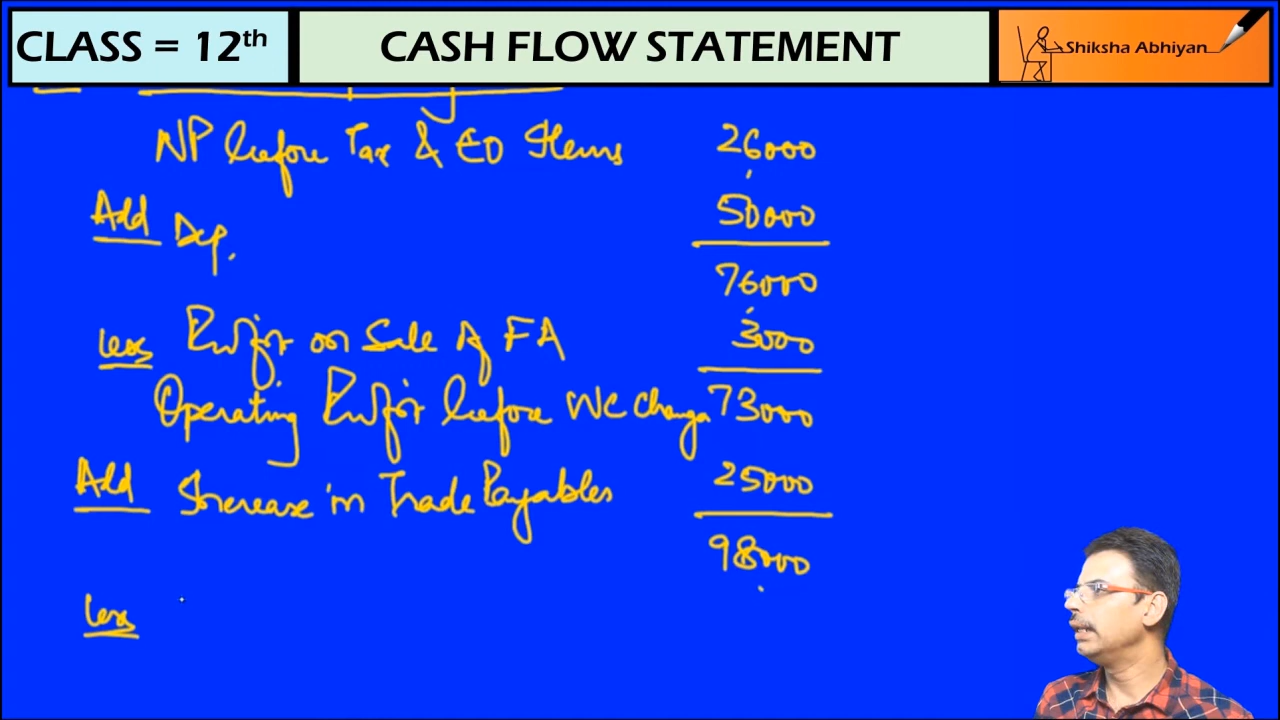 CLASS = 12th
CASH FLOW STATEMENT
Shiksha Abhiyan
NP before Tax & EO Items 26000
Add Dep. 50000
76000
Less Profit on Sale of FA 3000
Operating Profit before WC Changes 73000
Add Increase in Trade Payables 25000
98000
Less